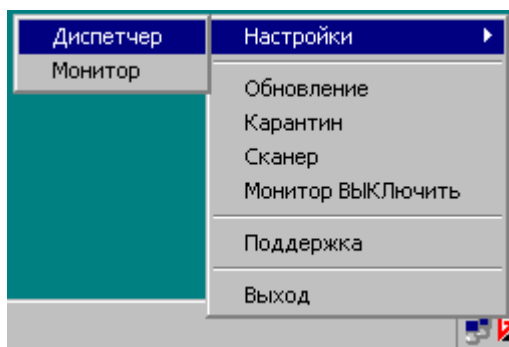 Диспетчер
Монитор
Настройки
Обновление
Карантин
Сканер
Монитор ВЫКЛючить
Поддержка
Выход